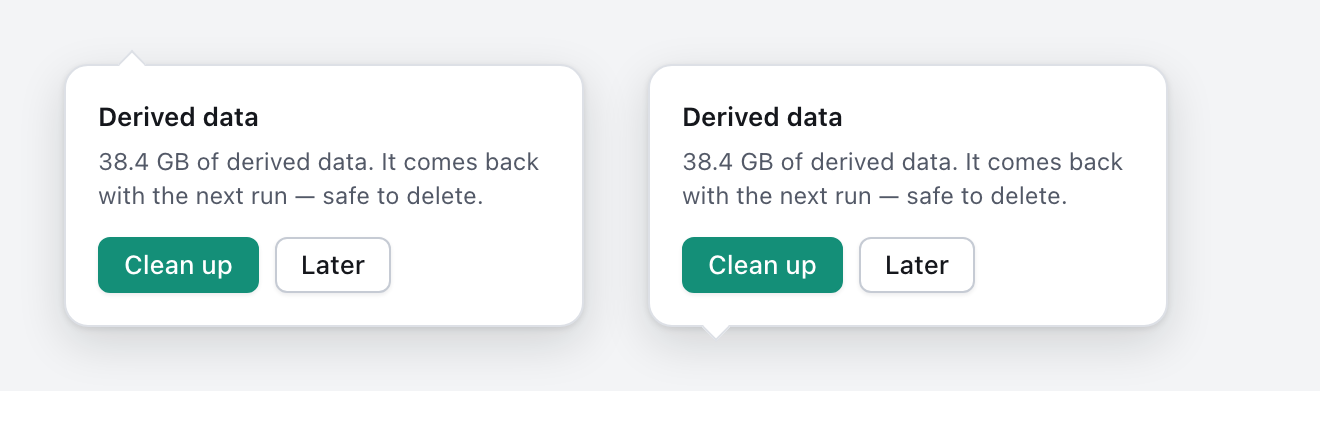 Derived data
38.4 GB of derived data. It comes back
with the next run — safe to delete.
Clean up
Later
Derived data
38.4 GB of derived data. It comes back
with the next run — safe to delete.
Clean up
Later